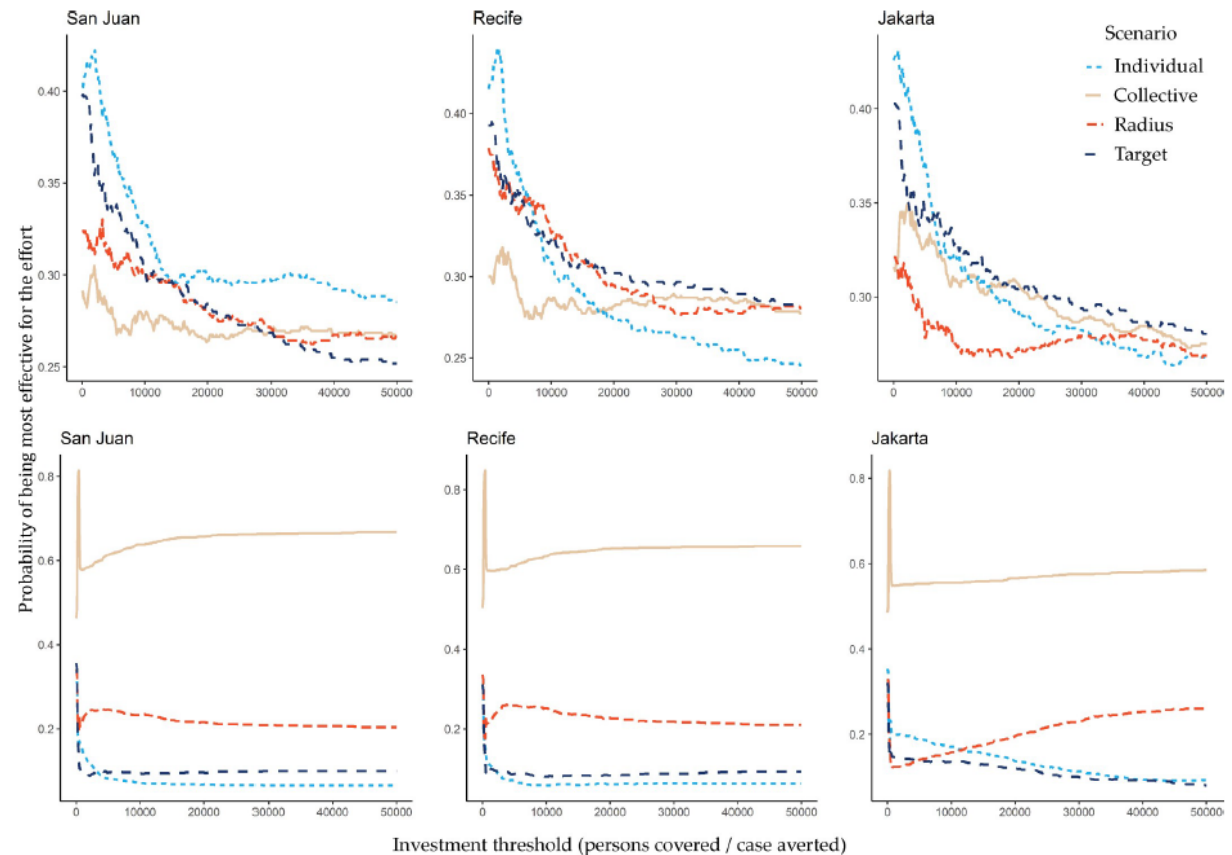 San Juan
Recife
Jakarta
Scenario
Individual
Collective
Radius
Target
Probability of being most effective for the effort
0.40
0.35
0.30
0.25
0 10000 20000 30000 40000 50000
0.40
0.35
0.30
0.25
0 10000 20000 30000 40000 50000
0.40
0.35
0.30
0 10000 20000 30000 40000 50000
San Juan
Recife
Jakarta
0.8
0.6
0.4
0.2
0 10000 20000 30000 40000 50000
0.8
0.6
0.4
0.2
0 10000 20000 30000 40000 50000
0.8
0.6
0.4
0.2
0 10000 20000 30000 40000 50000
Investment threshold (persons covered / case averted)